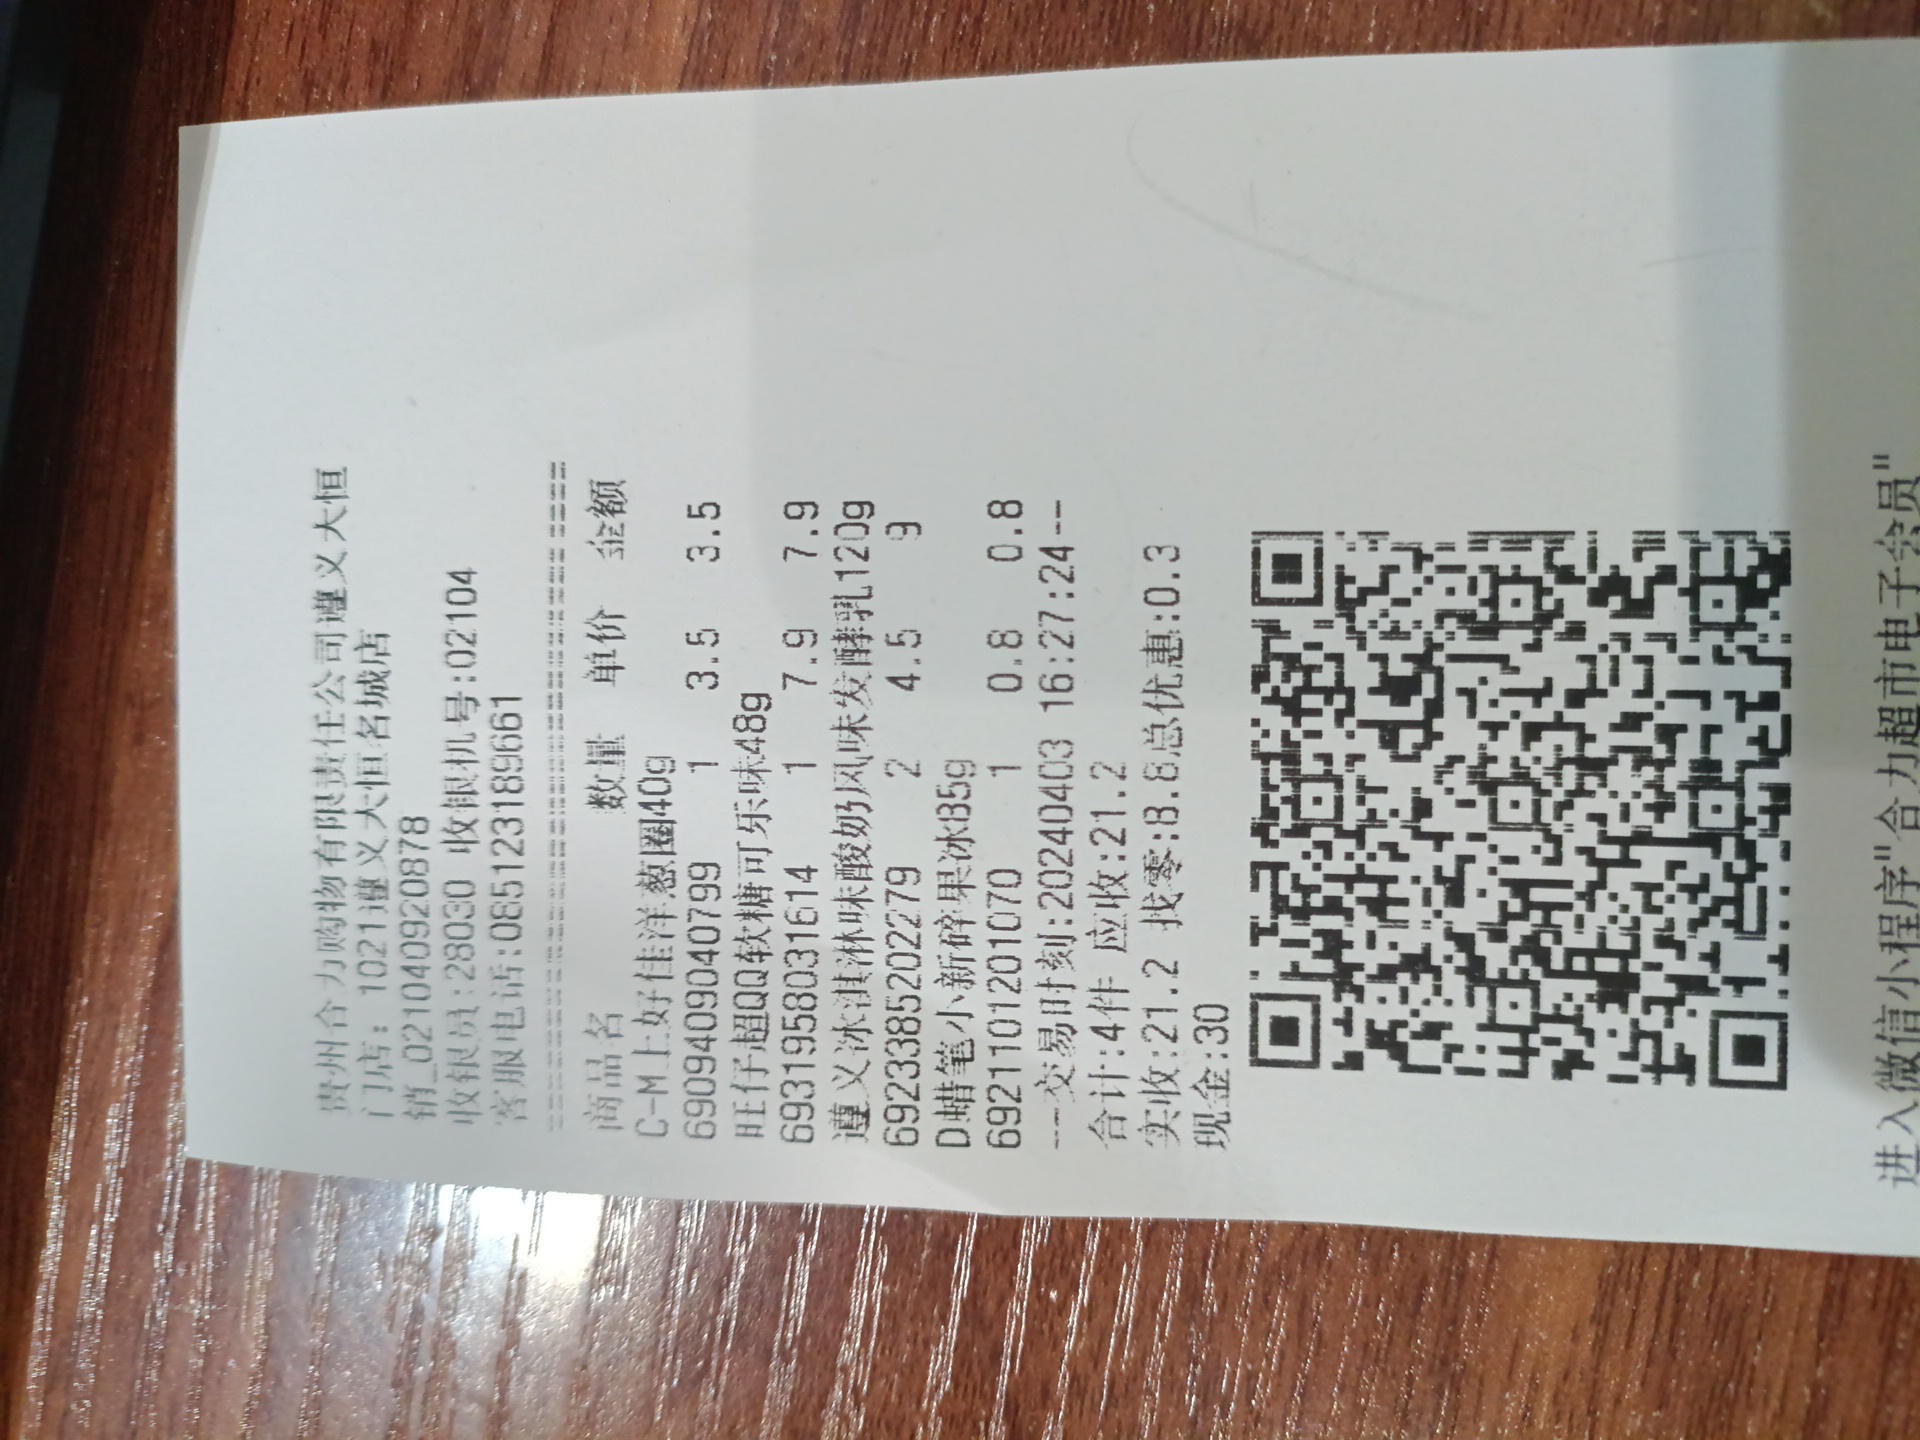 贵州合力购物有限责任公司遵义大恒
门店: 1021遵义大恒名城店
销_0210409920878
收银员:28030 收银机号:02104
客服电话:085123189661
商品名 数量 单价 金额
C-M上好佳洋葱圈40g
6909409040799 1 3.5 3.5
旺仔超QQ软糖可乐味48g
6931958031614 1 7.9 7.9
遵义冰淇淋味酸奶风味发酵乳120g
6923385202279 2 4.5 9
D蜡笔小新碎果冰85g
6921101201070 1 0.8 0.8
---交易时刻:20240403 16:27:24--
合计:4件 应收:21.2
实收:21.2 找零:8.8总优惠:0.3
现金:30
进入微信小程序"合力超市电子会员"